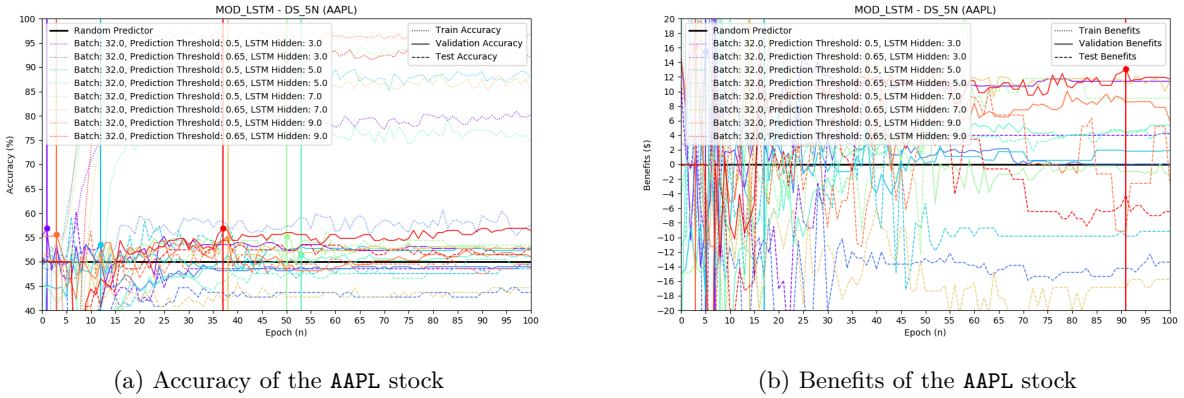 MOD_LSTM - DS_5N (AAPL)
Random Predictor
Batch: 32.0, Prediction Threshold: 0.5, LSTM Hidden: 3.0
Batch: 32.0, Prediction Threshold: 0.65, LSTM Hidden: 3.0
Batch: 32.0, Prediction Threshold: 0.5, LSTM Hidden: 5.0
Batch: 32.0, Prediction Threshold: 0.65, LSTM Hidden: 5.0
Batch: 32.0, Prediction Threshold: 0.5, LSTM Hidden: 7.0
Batch: 32.0, Prediction Threshold: 0.65, LSTM Hidden: 7.0
Batch: 32.0, Prediction Threshold: 0.5, LSTM Hidden: 9.0
Batch: 32.0, Prediction Threshold: 0.65, LSTM Hidden: 9.0
Train Accuracy
Validation Accuracy
Test Accuracy
Accuracy (%)
100
95
90
85
80
75
70
65
60
55
50
45
40
0 5 10 15 20 25 30 35 40 45 50 55 60 65 70 75 80 85 90 95 100
Epoch (n)
(a) Accuracy of the AAPL stock
MOD_LSTM - DS_5N (AAPL)
Random Predictor
Batch: 32.0, Prediction Threshold: 0.5, LSTM Hidden: 3.0
Batch: 32.0, Prediction Threshold: 0.65, LSTM Hidden: 3.0
Batch: 32.0, Prediction Threshold: 0.5, LSTM Hidden: 5.0
Batch: 32.0, Prediction Threshold: 0.65, LSTM Hidden: 5.0
Batch: 32.0, Prediction Threshold: 0.5, LSTM Hidden: 7.0
Batch: 32.0, Prediction Threshold: 0.65, LSTM Hidden: 7.0
Batch: 32.0, Prediction Threshold: 0.5, LSTM Hidden: 9.0
Batch: 32.0, Prediction Threshold: 0.65, LSTM Hidden: 9.0
Train Benefits
Validation Benefits
Test Benefits
Benefits ($)
20
18
16
14
12
10
8
6
4
2
0
−2
−4
−6
−8
−10
−12
−14
−16
−18
−20
0 5 10 15 20 25 30 35 40 45 50 55 60 65 70 75 80 85 90 95 100
Epoch (n)
(b) Benefits of the AAPL stock